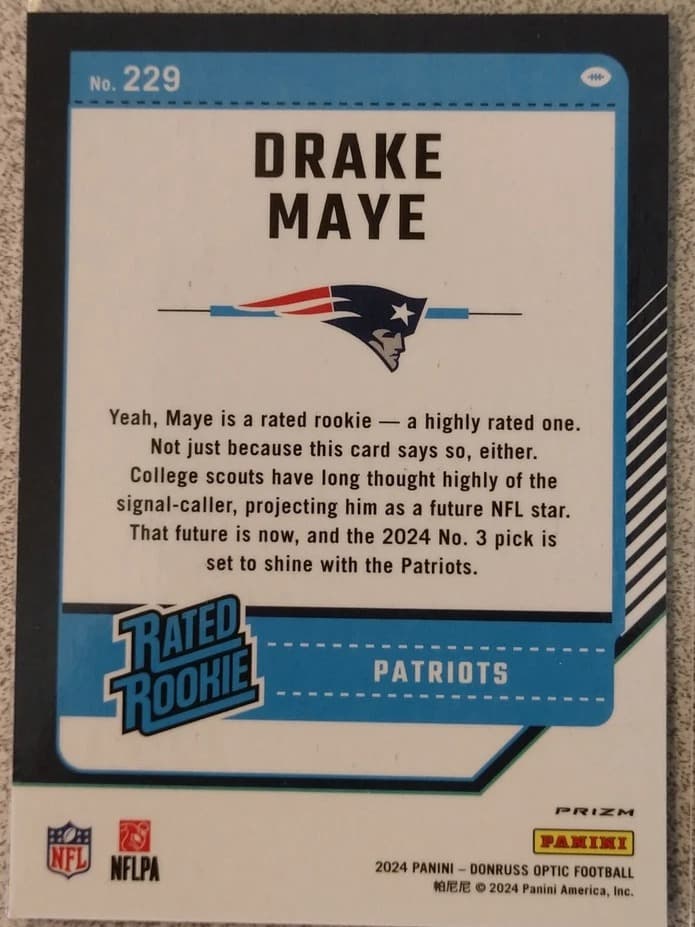 No. 229
DRAKE
MAYE
Yeah, Maye is a rated rookie — a highly rated one.
Not just because this card says so, either.
College scouts have long thought highly of the
signal-caller, projecting him as a future NFL star.
That future is now, and the 2024 No. 3 pick is
set to shine with the Patriots.
RATED
ROOKIE
PATRIOTS
PRIZM
PANINI
NFL
NFLPA
2024 PANINI – DONRUSS OPTIC FOOTBALL
帕尼尼 © 2024 Panini America, Inc.